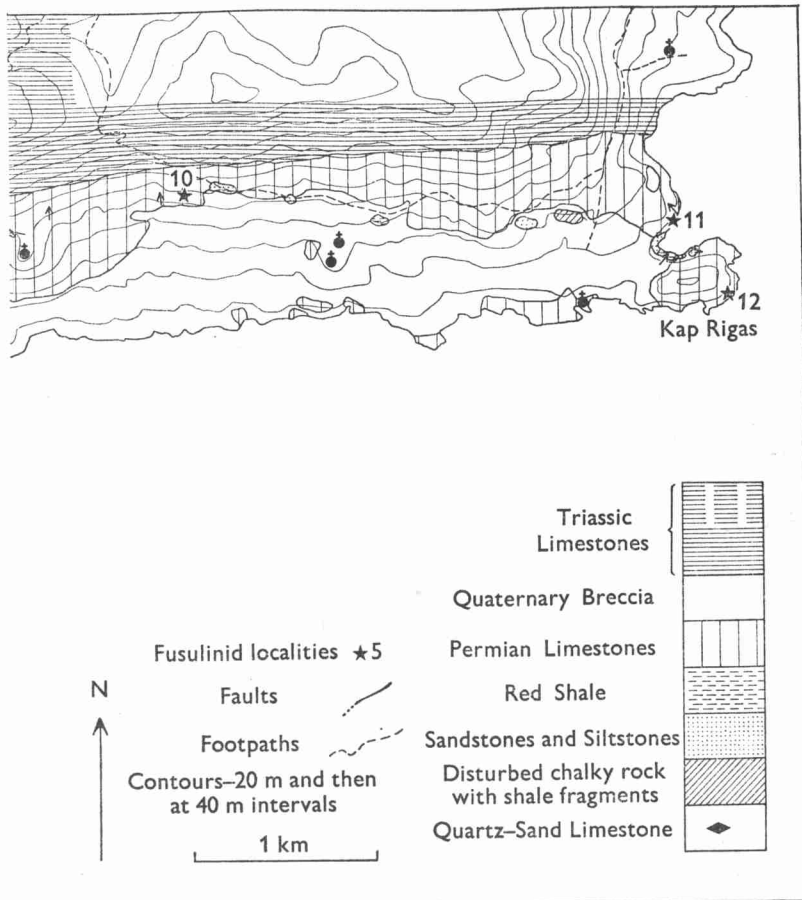 10
11
12
Kap Rigas
Triassic
Limestones
Quaternary Breccia
Fusulinid localities ★5
Permian Limestones
N
Faults
Red Shale
Footpaths
Sandstones and Siltstones
Contours–20 m and then
at 40 m intervals
Disturbed chalky rock
with shale fragments
1 km
Quartz–Sand Limestone